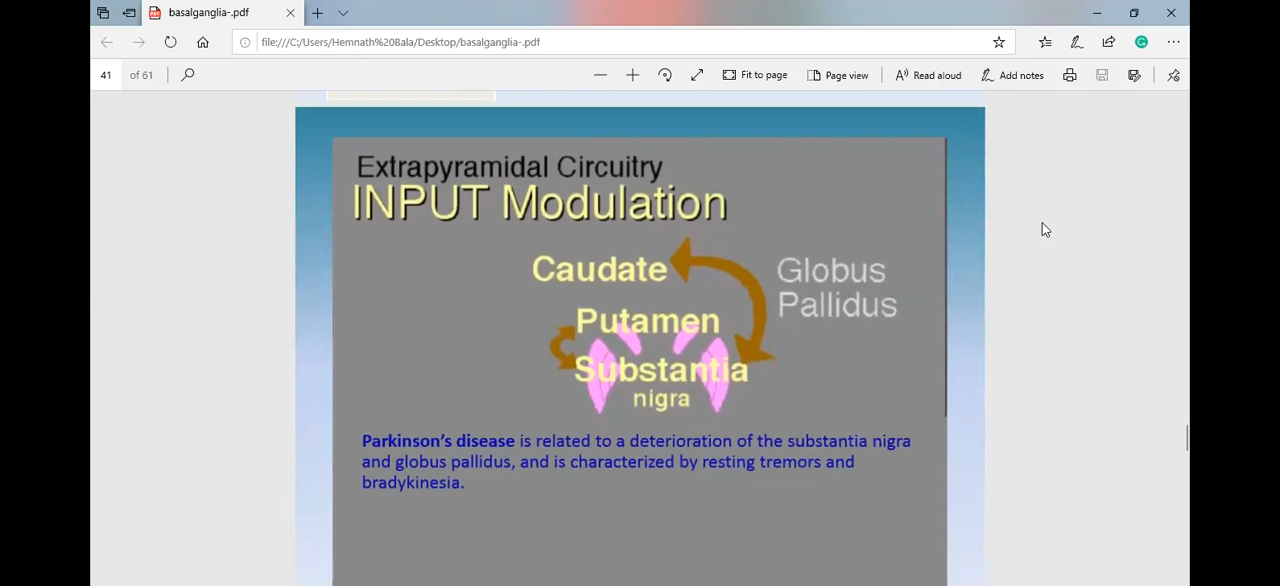 basalganglia-.pdf
file:///C:/Users/Hemnath%20Bala/Desktop/basalganglia-.pdf
41 of 61
Fit to page
Page view
Read aloud
Add notes
Extrapyramidal Circuitry
INPUT Modulation
Caudate
Globus
Pallidus
Putamen
Substantia
nigra
Parkinson's disease is related to a deterioration of the substantia nigra
and globus pallidus, and is characterized by resting tremors and
bradykinesia.